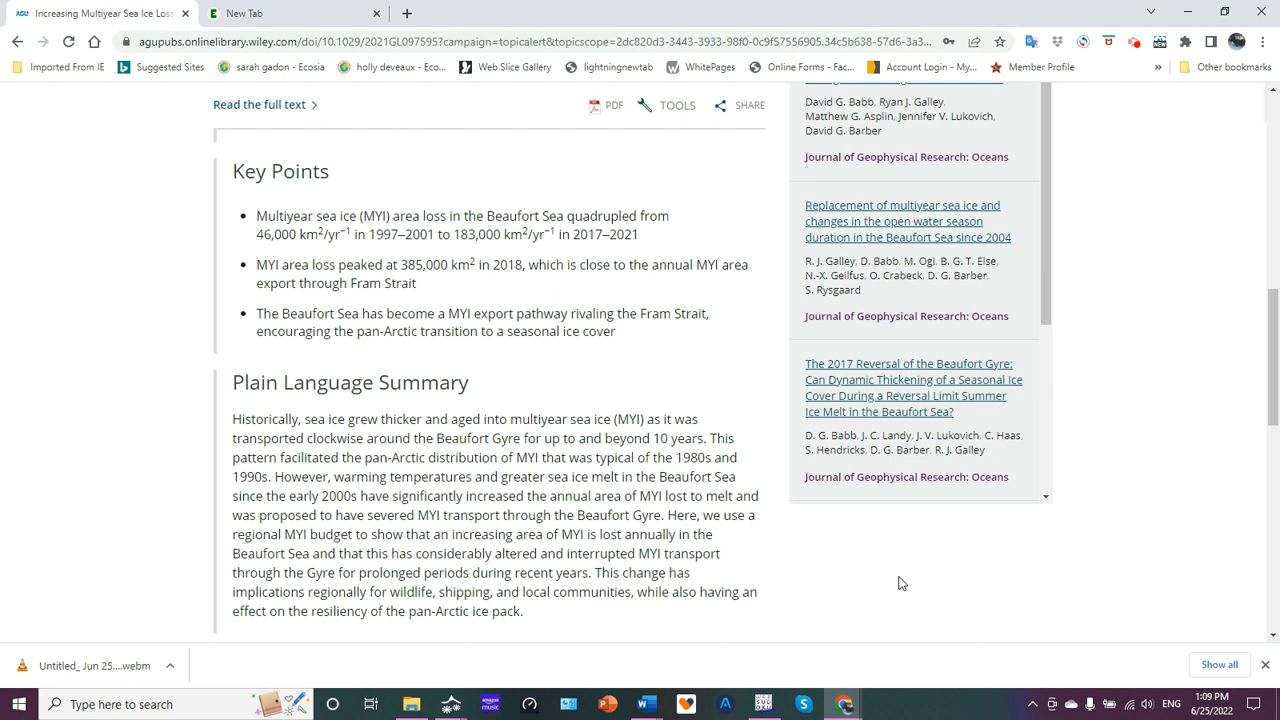 Increasing Multiyear Sea Ice Loss
New Tab
agupubs.onlinelibrary.wiley.com/doi/10.1029/2021GL097595?campaign=topicalert&topicscope=2dc820d3-3443-3933-98f0-0c9f57556905.34c5b638-57d6-3a3...
Imported From IE
Suggested Sites
sarah gadon - Ecosia
holly deveaux - Eco...
Web Slice Gallery
lightningnewtab
WhitePages
Online Forms - Fac...
Account Login - My...
Member Profile
»
Other bookmarks
Read the full text
PDF
TOOLS
SHARE
Key Points
• Multiyear sea ice (MYI) area loss in the Beaufort Sea quadrupled from
46,000 km²/yr⁻¹ in 1997–2001 to 183,000 km²/yr⁻¹ in 2017–2021
• MYI area loss peaked at 385,000 km² in 2018, which is close to the annual MYI area
export through Fram Strait
• The Beaufort Sea has become a MYI export pathway rivaling the Fram Strait,
encouraging the pan-Arctic transition to a seasonal ice cover
Plain Language Summary
Historically, sea ice grew thicker and aged into multiyear sea ice (MYI) as it was
transported clockwise around the Beaufort Gyre for up to and beyond 10 years. This
pattern facilitated the pan-Arctic distribution of MYI that was typical of the 1980s and
1990s. However, warming temperatures and greater sea ice melt in the Beaufort Sea
since the early 2000s have significantly increased the annual area of MYI lost to melt and
was proposed to have severed MYI transport through the Beaufort Gyre. Here, we use a
regional MYI budget to show that an increasing area of MYI is lost annually in the
Beaufort Sea and that this has considerably altered and interrupted MYI transport
through the Gyre for prolonged periods during recent years. This change has
implications regionally for wildlife, shipping, and local communities, while also having an
effect on the resiliency of the pan-Arctic ice pack.
David G. Babb, Ryan J. Galley,
Matthew G. Asplin, Jennifer V. Lukovich,
David G. Barber
Journal of Geophysical Research: Oceans
Replacement of multiyear sea ice and
changes in the open water season
duration in the Beaufort Sea since 2004
R. J. Galley, D. Babb, M. Ogi, B. G. T. Else,
N.-X. Geilfus, O. Crabeck, D. G. Barber,
S. Rysgaard
Journal of Geophysical Research: Oceans
The 2017 Reversal of the Beaufort Gyre:
Can Dynamic Thickening of a Seasonal Ice
Cover During a Reversal Limit Summer
Ice Melt in the Beaufort Sea?
D. G. Babb, J. C. Landy, J. V. Lukovich, C. Haas,
S. Hendricks, D. G. Barber, R. J. Galley
Journal of Geophysical Research: Oceans
Untitled_ Jun 25....webm
Show all
Type here to search
ENG
1:09 PM
6/25/2022